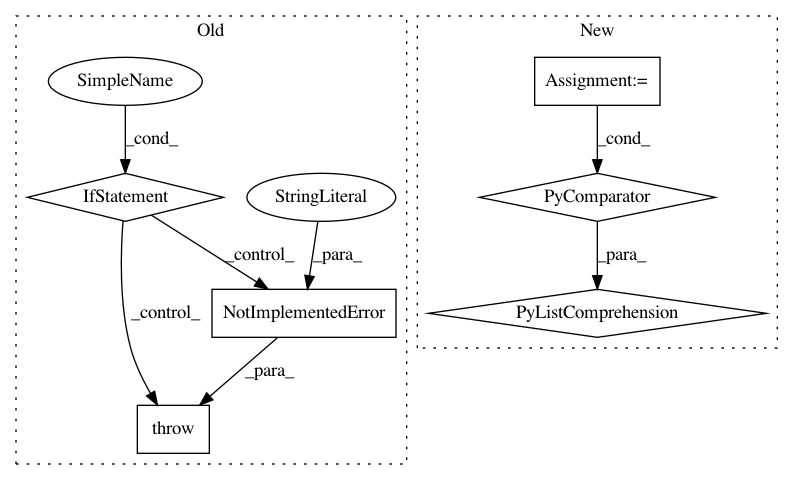 Old
New
SimpleName
Assignment:=
_cond_
_cond_
IfStatement
StringLiteral
PyComparator
_control_
_para_
_para_
_control_
NotImplementedError
PyListComprehension
_para_
throw